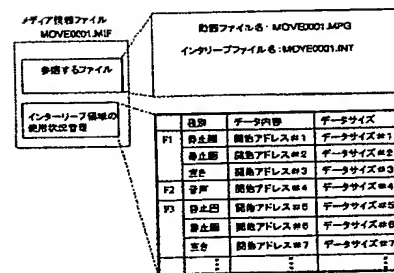 メディア情報ファイル
MOVE0001.MIF
参照するファイル
インターリーブ領域の
使用状況管理
動画ファイル名：MOVE0001.MPG
インタリーブファイル名：MOVE0001.INT
種別 データ内容 データサイズ
F1 静止画 開始アドレス#1 データサイズ#1
静止画 開始アドレス#2 データサイズ#2
空き 開始アドレス#3 データサイズ#3
F2 音声 開始アドレス#4 データサイズ#4
F3 静止画 開始アドレス#5 データサイズ#5
静止画 開始アドレス#6 データサイズ#6
空き 開始アドレス#7 データサイズ#7